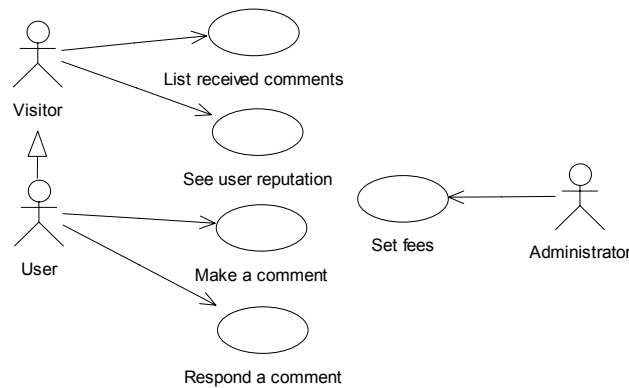 List received comments
Visitor
See user reputation
User
Make a comment
Set fees
Administrator
Respond a comment